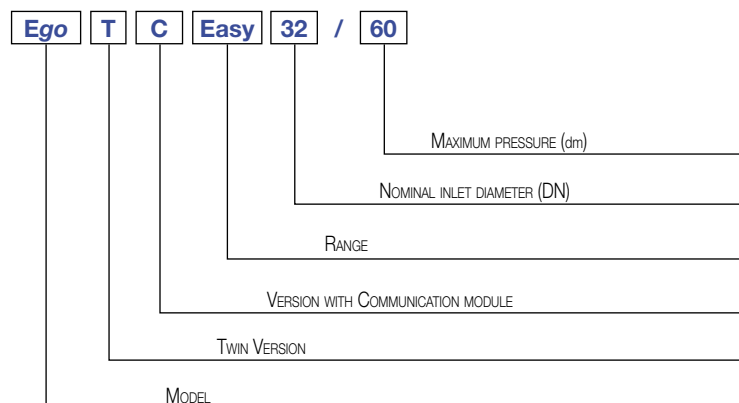 Ego T C Easy 32 / 60
MAXIMUM PRESSURE (dm)
NOMINAL INLET DIAMETER (DN)
RANGE
VERSION WITH COMMUNICATION MODULE
TWIN VERSION
MODEL